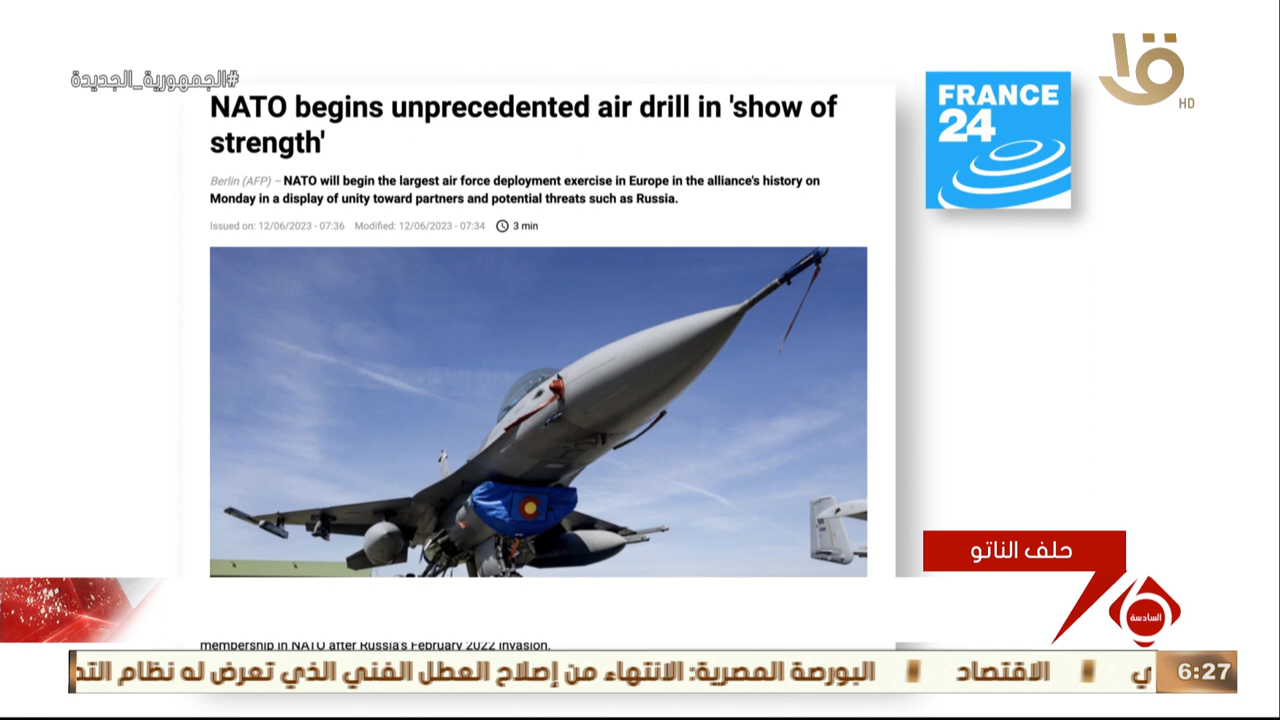 #الجمهورية_الجديدة
HD
NATO begins unprecedented air drill in 'show of
strength'
FRANCE
24
Berlin (AFP) – NATO will begin the largest air force deployment exercise in Europe in the alliance's history on
Monday in a display of unity toward partners and potential threats such as Russia.
Issued on: 12/06/2023 - 07:36 Modified: 12/06/2023 - 07:34 3 min
حلف الناتو
السادسة
membership in NATO after Russia's February 2022 invasion.
ي الاقتصاد البورصة المصرية: الانتهاء من إصلاح العطل الفني الذي تعرض له نظام
6:27